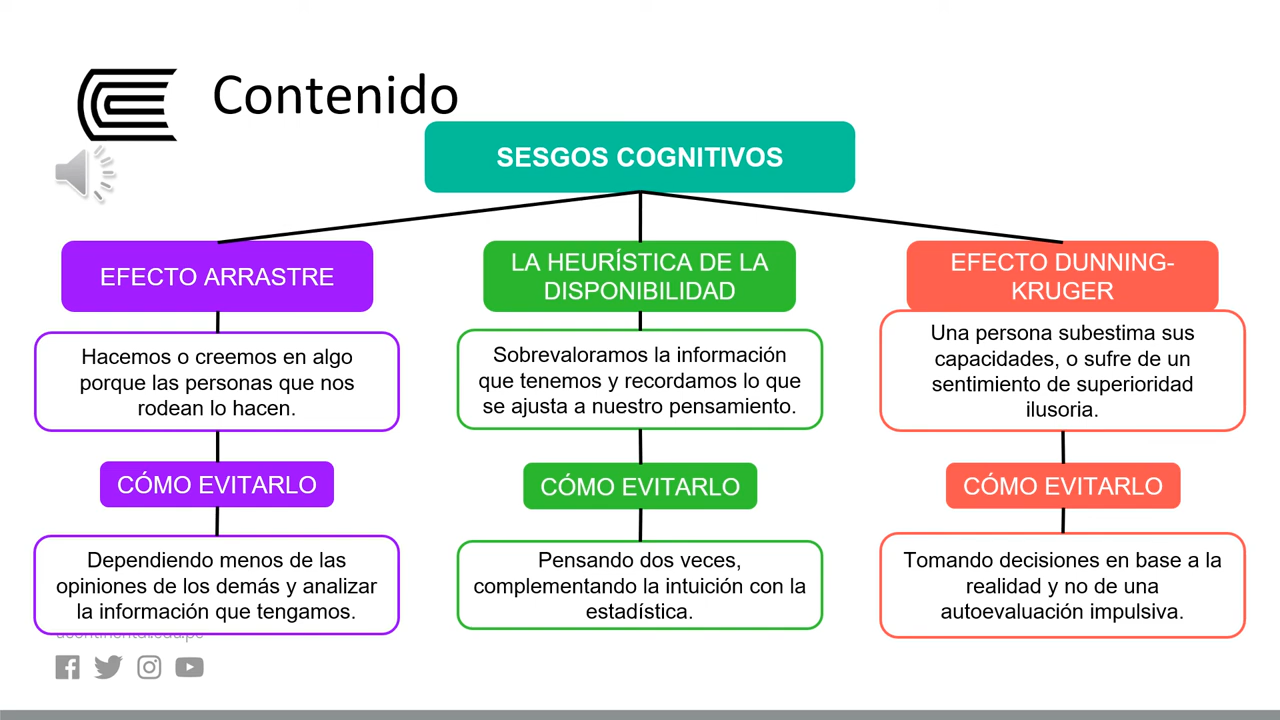 Contenido
SESGOS COGNITIVOS
EFECTO ARRASTRE
Hacemos o creemos en algo
porque las personas que nos
rodean lo hacen.
CÓMO EVITARLO
Dependiendo menos de las
opiniones de los demás y analizar
la información que tengamos.
LA HEURÍSTICA DE LA
DISPONIBILIDAD
Sobrevaloramos la información
que tenemos y recordamos lo que
se ajusta a nuestro pensamiento.
CÓMO EVITARLO
Pensando dos veces,
complementando la intuición con la
estadística.
EFECTO DUNNING-
KRUGER
Una persona subestima sus
capacidades, o sufre de un
sentimiento de superioridad
ilusoria.
CÓMO EVITARLO
Tomando decisiones en base a la
realidad y no de una
autoevaluación impulsiva.